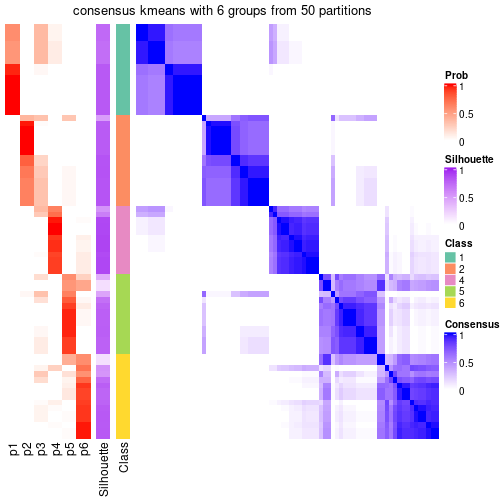 consensus kmeans with 6 groups from 50 partitions
Prob
1
0.5
0
Silhouette
1
0.5
0
Class
1
2
4
5
6
Consensus
1
0.5
0
p1
p2
p3
p4
p5
p6
Silhouette
Class